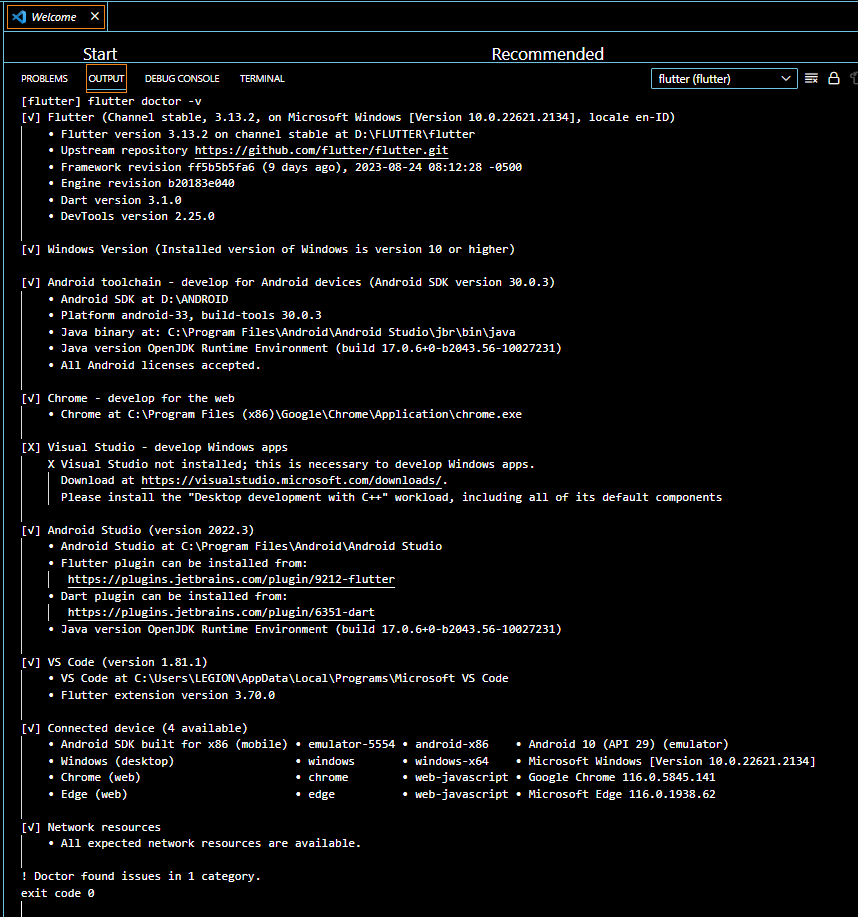 Welcome
Start
Recommended
PROBLEMS OUTPUT DEBUG CONSOLE TERMINAL flutter (flutter)
[flutter] flutter doctor -v
[√] Flutter (Channel stable, 3.13.2, on Microsoft Windows [Version 10.0.22621.2134], locale en-ID)
• Flutter version 3.13.2 on channel stable at D:\FLUTTER\flutter
• Upstream repository https://github.com/flutter/flutter.git
• Framework revision ff5b5b5fa6 (9 days ago), 2023-08-24 08:12:28 -0500
• Engine revision b20183e040
• Dart version 3.1.0
• DevTools version 2.25.0
[√] Windows Version (Installed version of Windows is version 10 or higher)
[√] Android toolchain - develop for Android devices (Android SDK version 30.0.3)
• Android SDK at D:\ANDROID
• Platform android-33, build-tools 30.0.3
• Java binary at: C:\Program Files\Android\Android Studio\jbr\bin\java
• Java version OpenJDK Runtime Environment (build 17.0.6+0-b2043.56-10027231)
• All Android licenses accepted.
[√] Chrome - develop for the web
• Chrome at C:\Program Files (x86)\Google\Chrome\Application\chrome.exe
[X] Visual Studio - develop Windows apps
X Visual Studio not installed; this is necessary to develop Windows apps.
Download at https://visualstudio.microsoft.com/downloads/.
Please install the "Desktop development with C++" workload, including all of its default components
[√] Android Studio (version 2022.3)
• Android Studio at C:\Program Files\Android\Android Studio
• Flutter plugin can be installed from:
https://plugins.jetbrains.com/plugin/9212-flutter
• Dart plugin can be installed from:
https://plugins.jetbrains.com/plugin/6351-dart
• Java version OpenJDK Runtime Environment (build 17.0.6+0-b2043.56-10027231)
[√] VS Code (version 1.81.1)
• VS Code at C:\Users\LEGION\AppData\Local\Programs\Microsoft VS Code
• Flutter extension version 3.70.0
[√] Connected device (4 available)
• Android SDK built for x86 (mobile) • emulator-5554 • android-x86 • Android 10 (API 29) (emulator)
• Windows (desktop) • windows • windows-x64 • Microsoft Windows [Version 10.0.22621.2134]
• Chrome (web) • chrome • web-javascript • Google Chrome 116.0.5845.141
• Edge (web) • edge • web-javascript • Microsoft Edge 116.0.1938.62
[√] Network resources
• All expected network resources are available.
! Doctor found issues in 1 category.
exit code 0